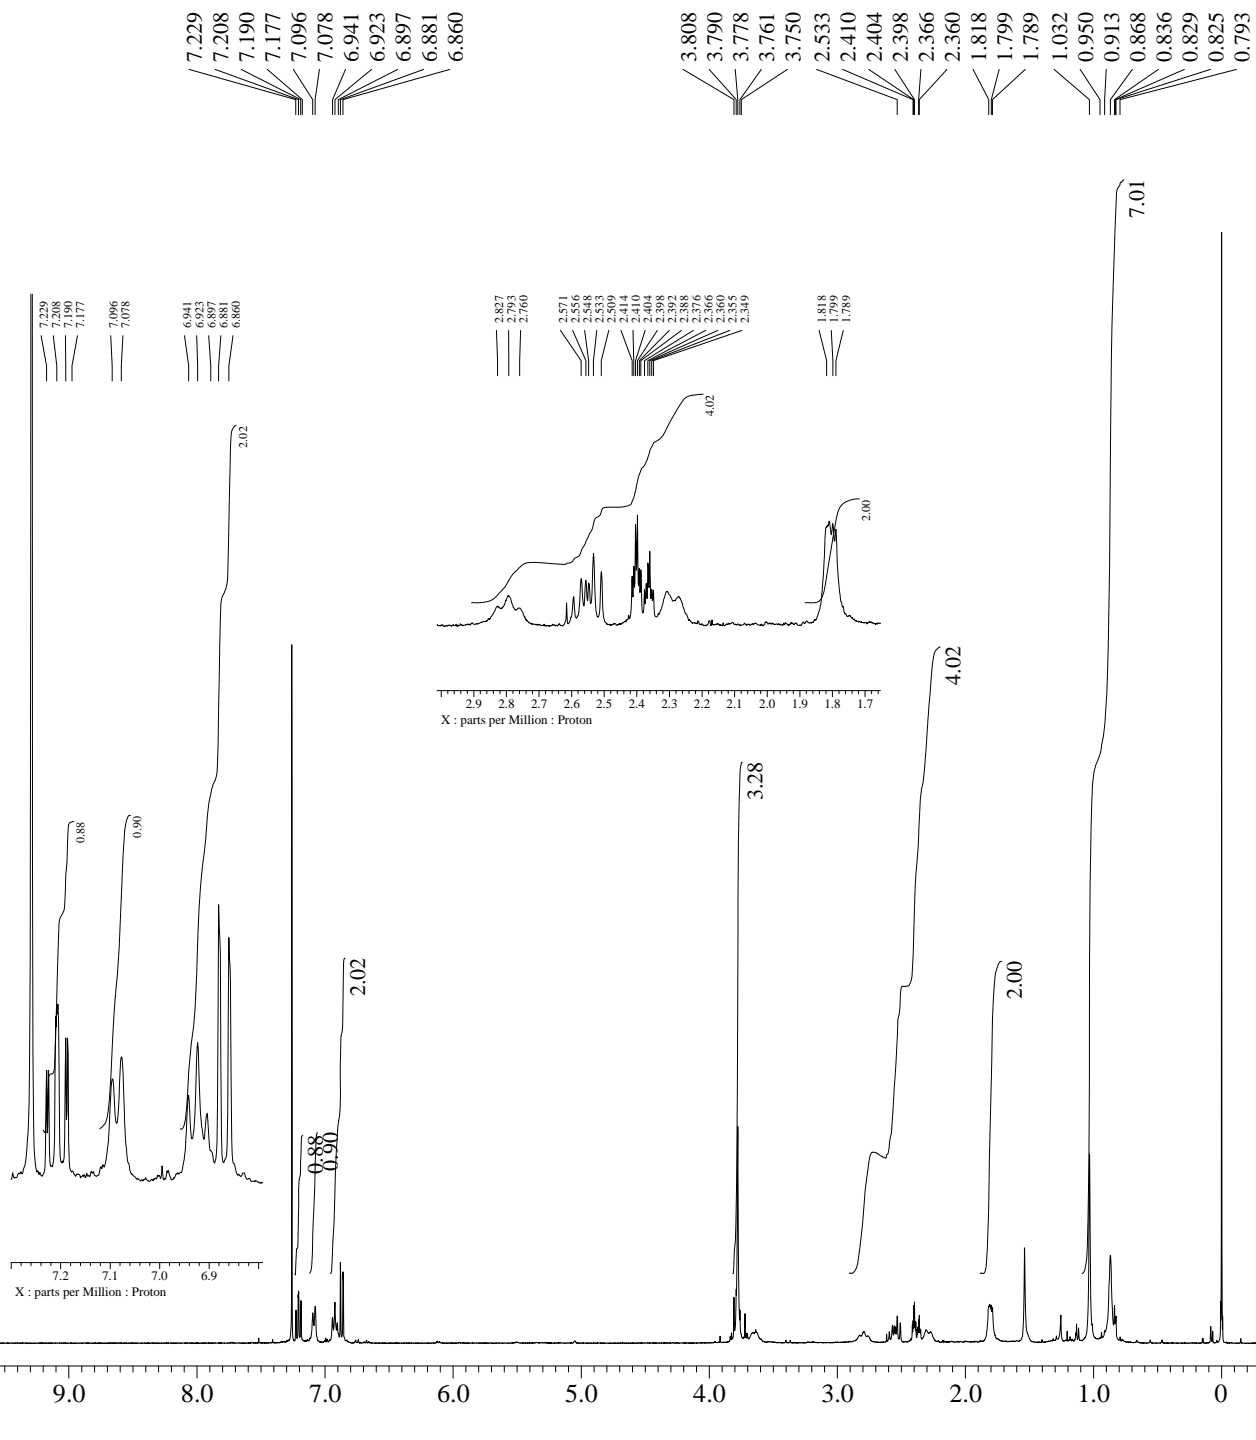 7.229 7.208 7.190 7.177 7.096 7.078 6.941 6.923 6.897 6.881 6.860 3.808 3.790 3.778 3.761 3.750 2.533 2.410 2.404 2.398 2.366 2.360 1.818 1.799 1.789 1.032 0.950 0.913 0.868 0.836 0.829 0.825 0.793
7.01
7.229 7.208 7.190 7.177 7.096 7.078 6.941 6.923 6.897 6.881 6.860
2.827 2.793 2.760 2.571 2.556 2.548 2.533 2.509 2.414 2.410 2.404 2.398 2.392 2.388 2.376 2.366 2.360 2.355 2.349 1.818 1.799 1.789
4.02
2.02
2.00
4.02
2.9 2.8 2.7 2.6 2.5 2.4 2.3 2.2 2.1 2.0 1.9 1.8 1.7
X : parts per Million : Proton
3.28
0.88 0.90
2.02
2.00
0.88 0.90
7.2 7.1 7.0 6.9
X : parts per Million : Proton
9.0 8.0 7.0 6.0 5.0 4.0 3.0 2.0 1.0 0